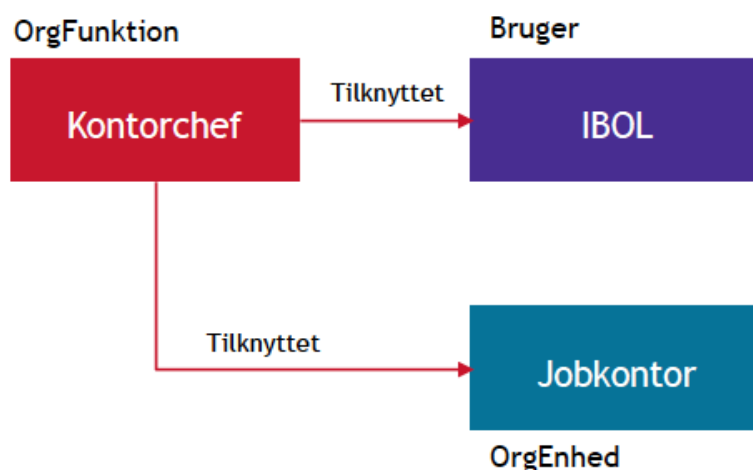 OrgFunktion
Bruger
Kontorchef
Tilknyttet
IBOL
Tilknyttet
Jobkontor
OrgEnhed